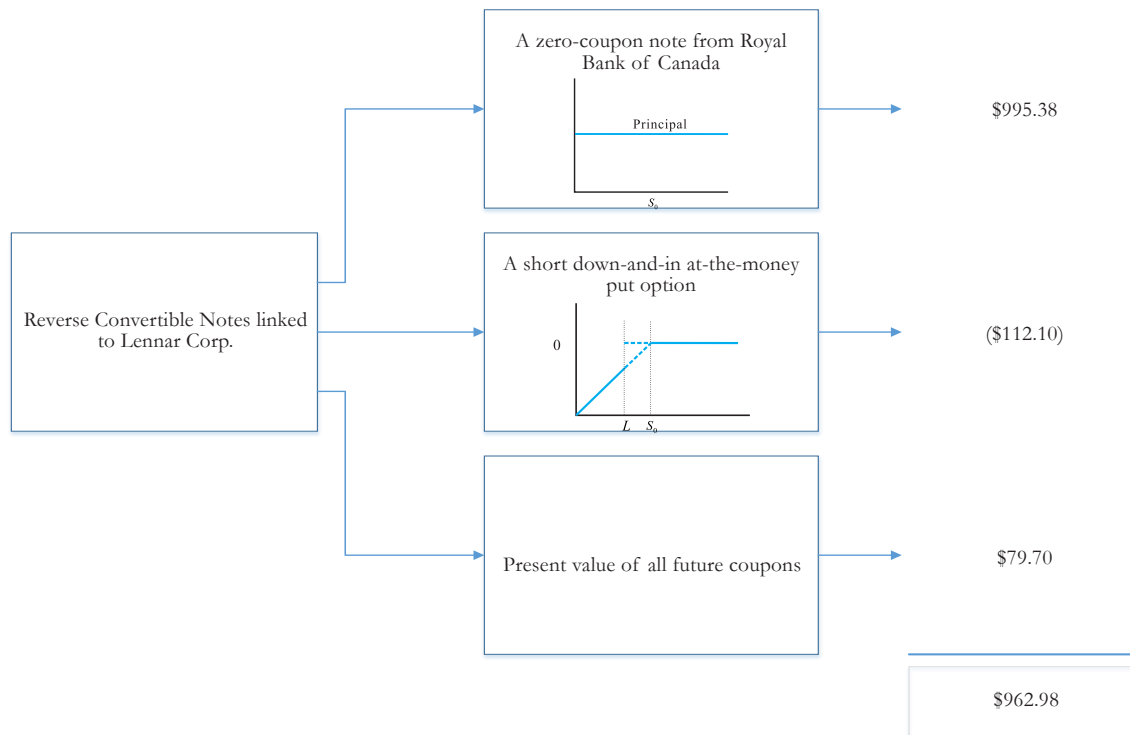 A zero-coupon note from Royal
Bank of Canada
Principal
S₀
$995.38
Reverse Convertible Notes linked
to Lennar Corp.
A short down-and-in at-the-money
put option
0
L S₀
($112.10)
Present value of all future coupons
$79.70
$962.98